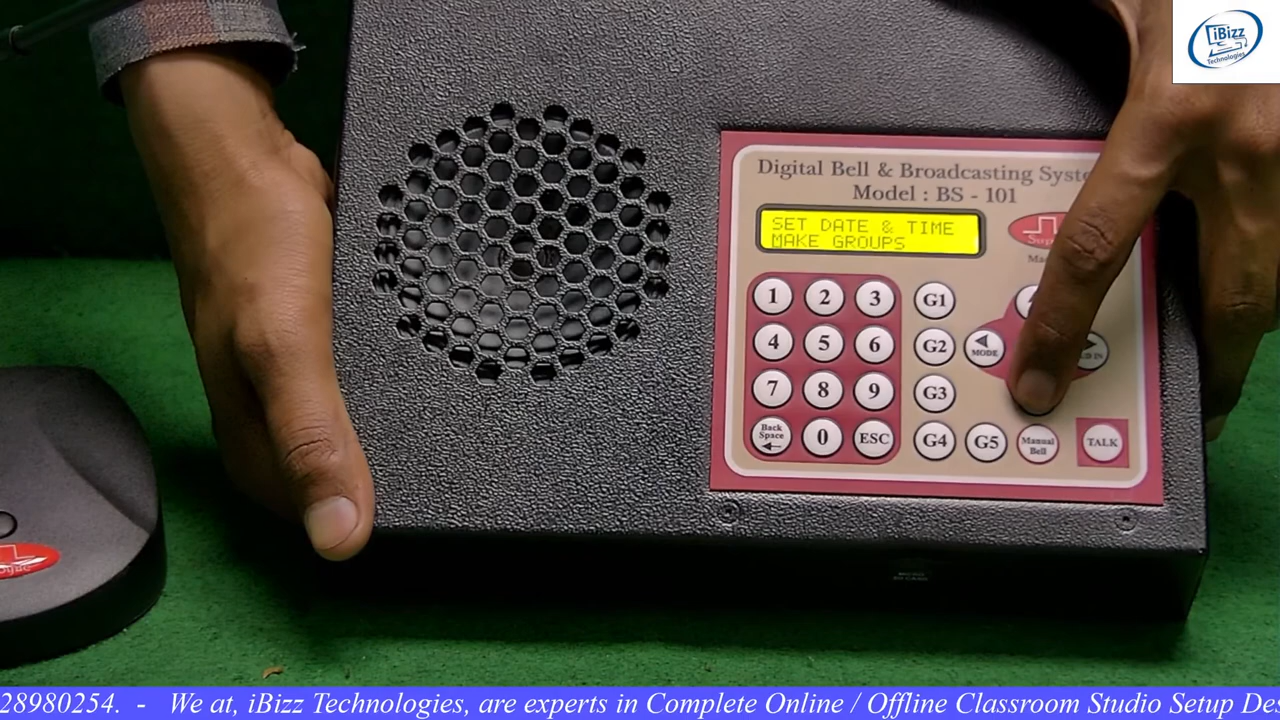 iBizz
Technologies
Digital Bell & Broadcasting
Model : BS - 101
SET DATE & TIME
MAKE GROUPS
1 2 3 G1
4 5 6 G2 MODE
7 8 9 G3
Back Space 0 ESC G4 G5 Manual Bell TALK
28980254. - We at, iBizz Technologies, are experts in Complete Online / Offline Classroom Studio Setup